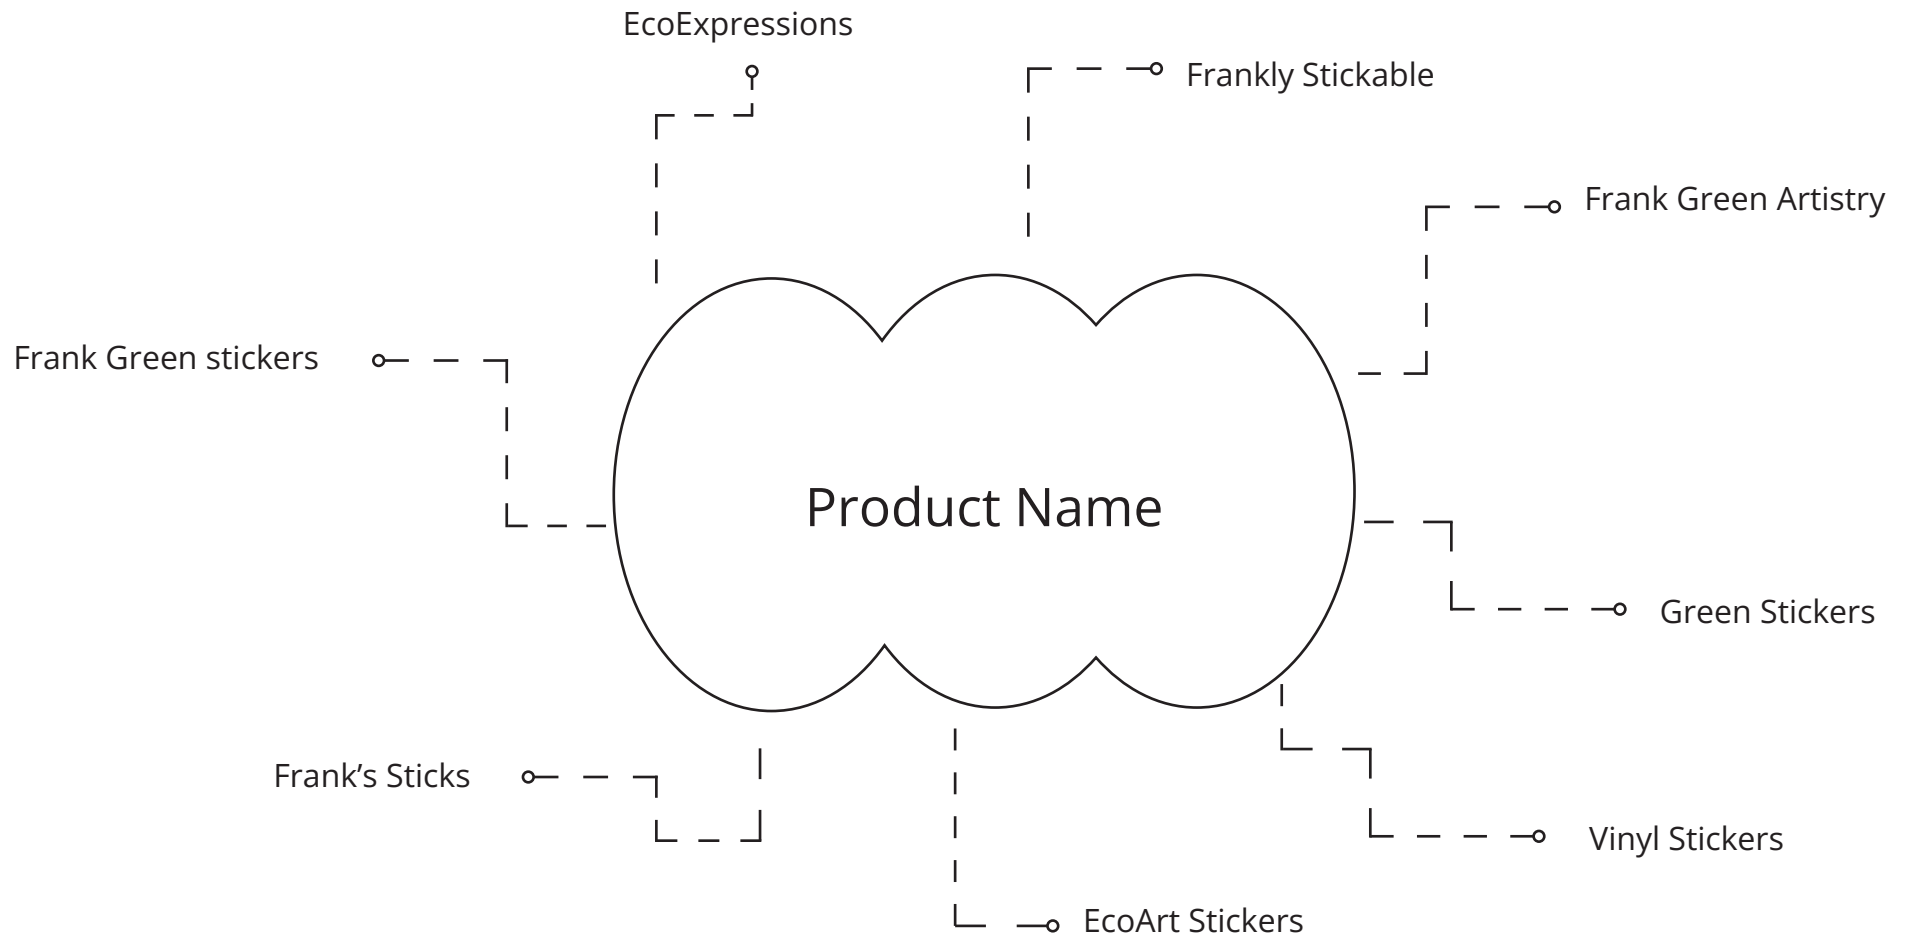 EcoExpressions
Frankly Stickable
Frank Green Artistry
Frank Green stickers
Product Name
Green Stickers
Frank’s Sticks
Vinyl Stickers
EcoArt Stickers